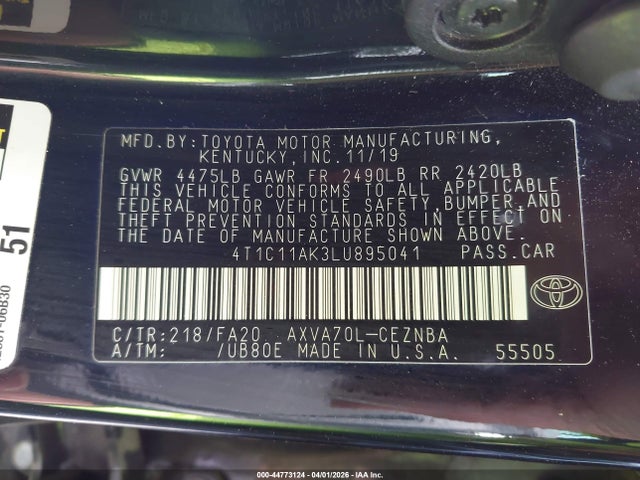 MFD.BY:TOYOTA MOTOR MANUFACTURING,
KENTUCKY,INC.11/19
GVWR 4475LB GAWR FR 2490LB RR 2420LB
THIS VEHICLE CONFORMS TO ALL APPLICABLE
FEDERAL MOTOR VEHICLE SAFETY, BUMPER,AND
THEFT PREVENTION STANDARDS IN EFFECT ON
THE DATE OF MANUFACTURE SHOWN ABOVE.
4T1C11AK3LU895041 PASS.CAR
C/TR:218/FA20 AXVA70L-CEZNBA
A/TM: /UB80E MADE IN U.S.A. 55505
51
000-44773124 | 04/01/2026 - IAA Inc.